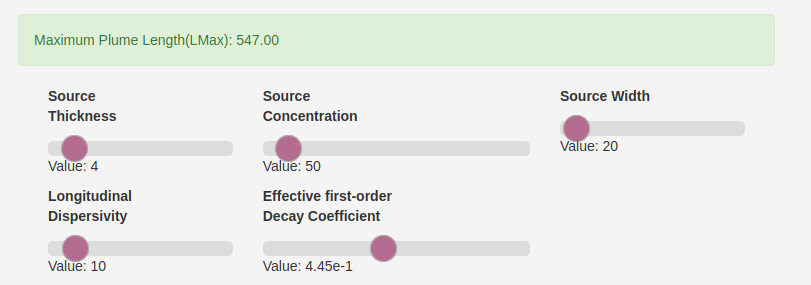 Maximum Plume Length(LMax): 547.00
Source
Thickness
Value: 4
Source
Concentration
Value: 50
Source Width
Value: 20
Longitudinal
Dispersivity
Value: 10
Effective first-order
Decay Coefficient
Value: 4.45e-1